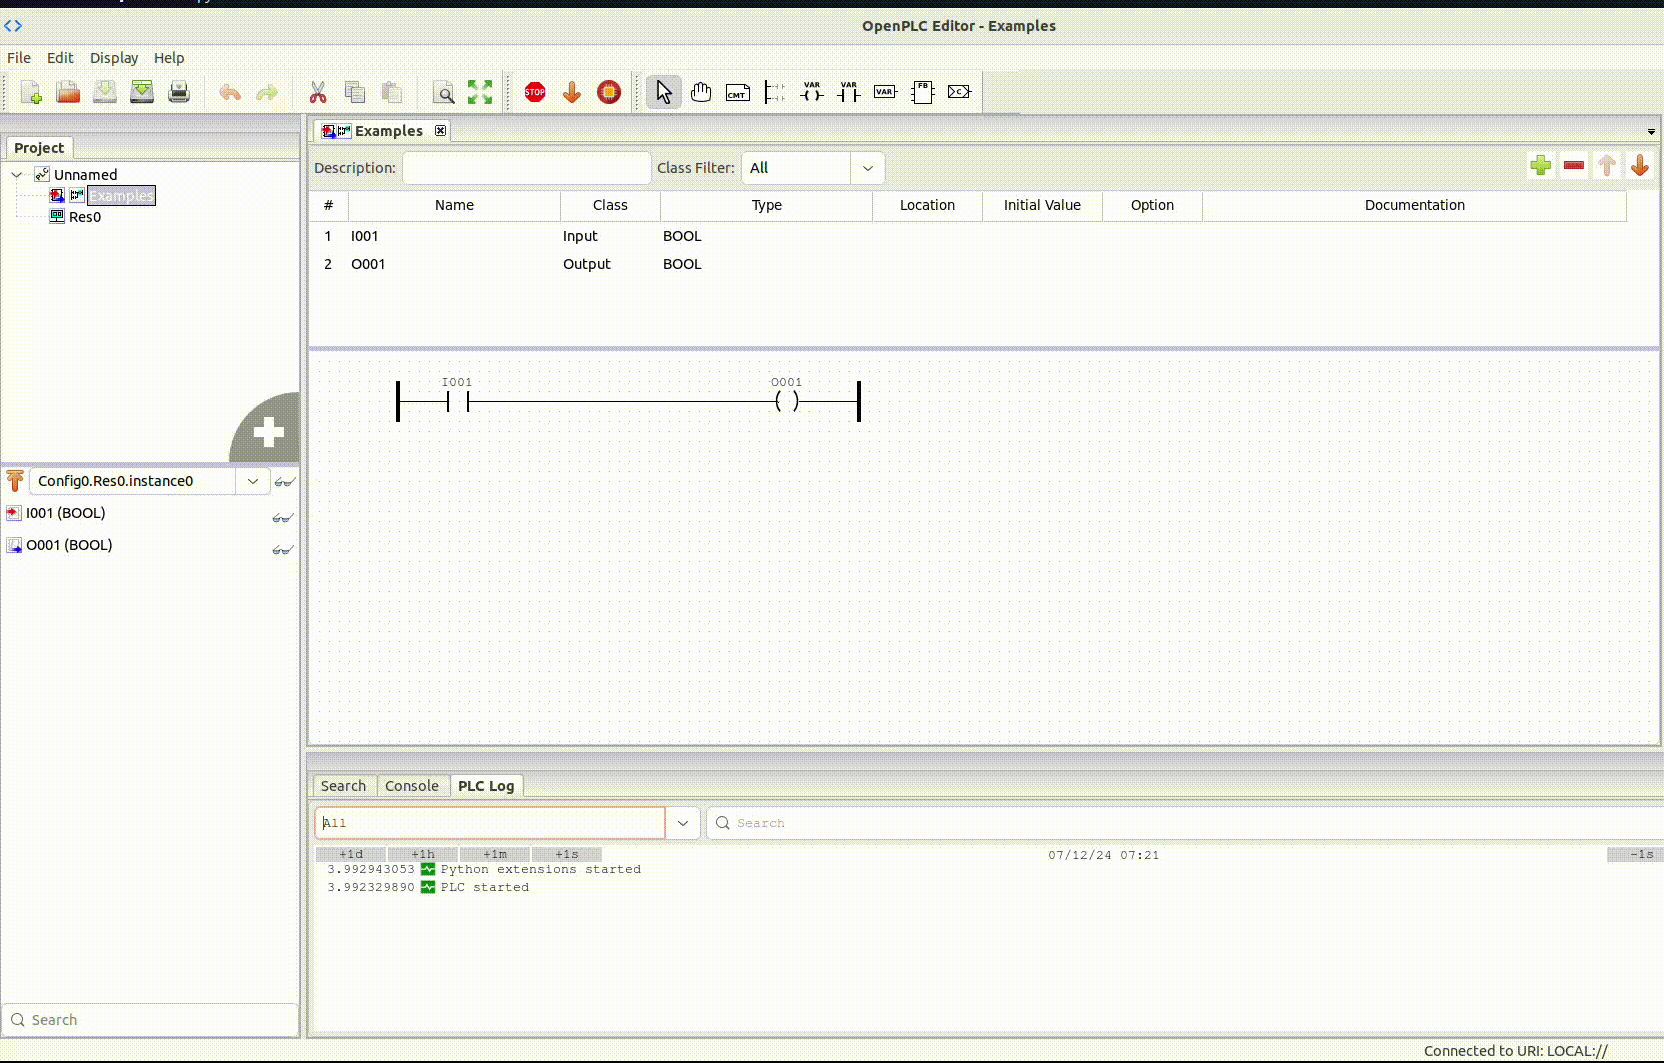 OpenPLC Editor - Examples
File Edit Display Help
STOP CMT VAR VAR VAR FB C
Project
Unnamed
Examples
Res0
Config0.Res0.instance0
I001 (BOOL)
O001 (BOOL)
Search
Examples
Description: Class Filter: All
# Name Class Type Location Initial Value Option Documentation
1 I001 Input BOOL
2 O001 Output BOOL
I001 O001
Search Console PLC Log
All Search
+1d +1h +1m +1s 07/12/24 07:21 -1s
3.992943053 Python extensions started
3.992329890 PLC started
Connected to URI: LOCAL://